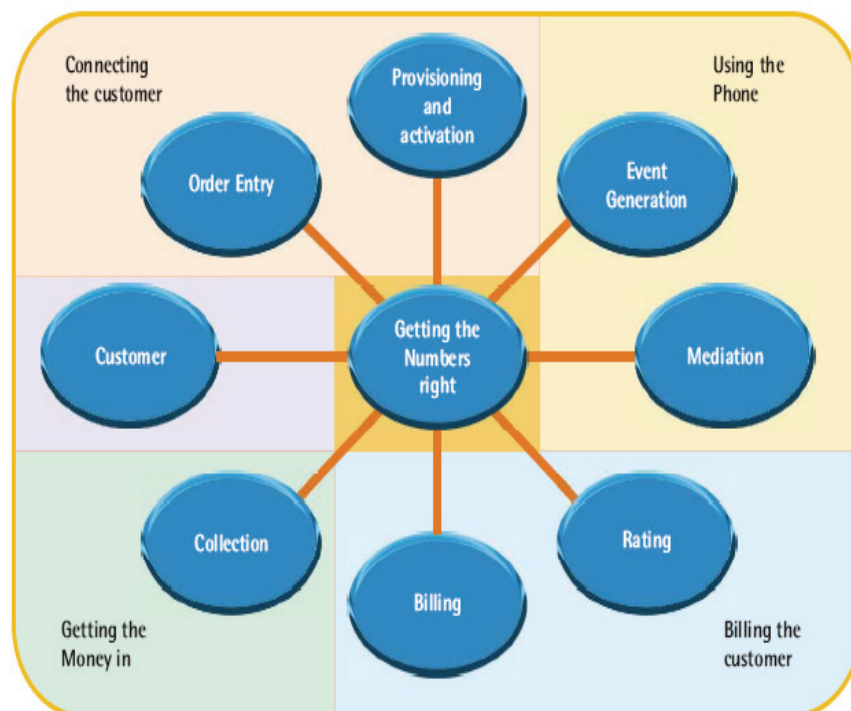 Connecting
the customer
Provisioning
and
activation
Using the
Phone
Order Entry
Event
Generation
Customer
Getting the
Numbers
right
Mediation
Collection
Billing
Rating
Getting the
Money in
Billing the
customer